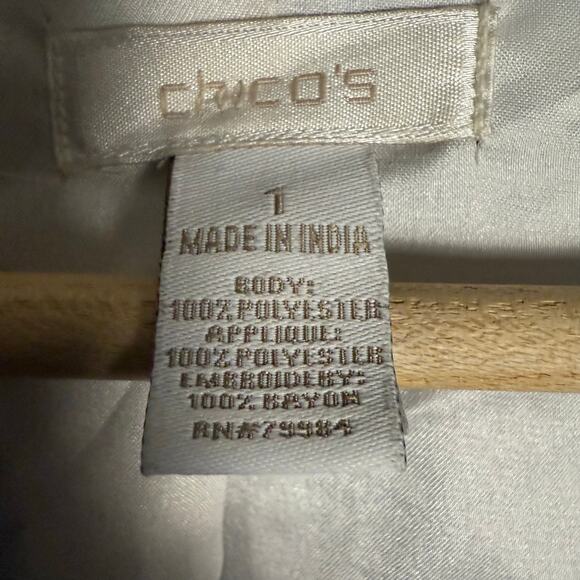 chico's
1
MADE IN INDIA
BODY:
100% POLYESTER
APPLIQUE:
100% POLYESTER
EMBROIDERY:
100% RAYON
RN#79984